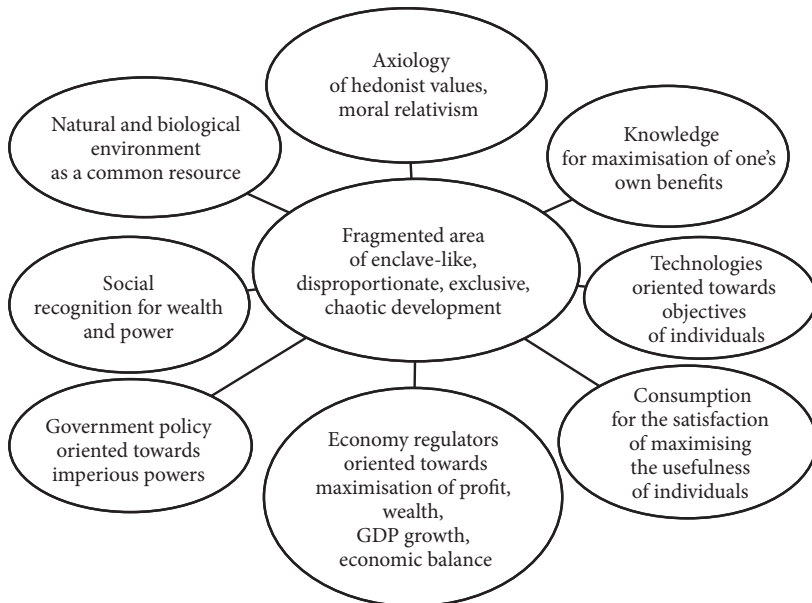 Axiology
of hedonist values,
moral relativism
Natural and biological
environment
as a common resource
Knowledge
for maximisation of one's
own benefits
Fragmented area
of enclave-like,
disproportionate, exclusive,
chaotic development
Social
recognition for wealth
and power
Technologies
oriented towards
objectives
of individuals
Government policy
oriented towards
imperious powers
Economy regulators
oriented towards
maximisation of profit,
wealth,
GDP growth,
economic balance
Consumption
for the satisfaction
of maximising
the usefulness
of individuals